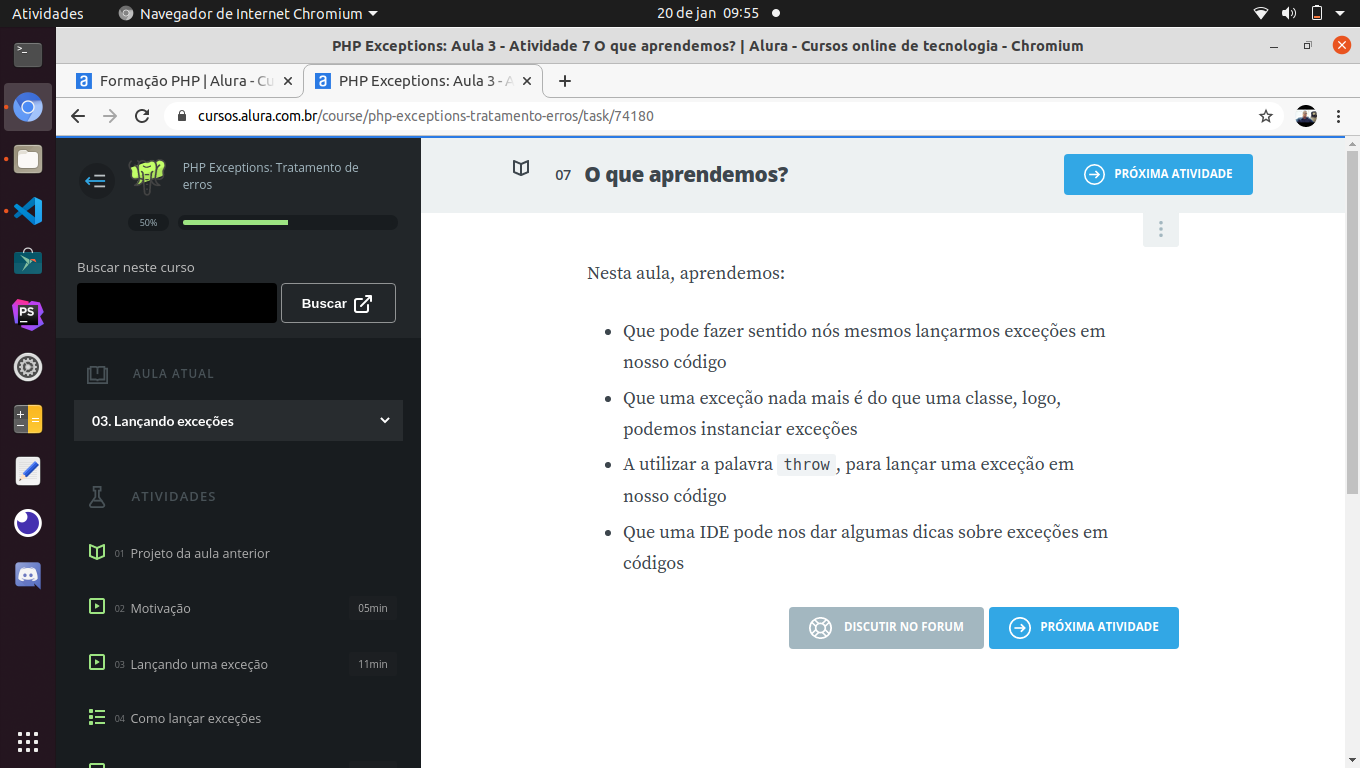 Atividades
Navegador de Internet Chromium
20 de jan 09:55
PHP Exceptions: Aula 3 - Atividade 7 O que aprendemos? | Alura - Cursos online de tecnologia - Chromium
Formação PHP | Alura - Cu
PHP Exceptions: Aula 3 - A
cursos.alura.com.br/course/php-exceptions-tratamento-erros/task/74180
PHP Exceptions: Tratamento de
erros
50%
Buscar neste curso
Buscar
AULA ATUAL
03. Lançando exceções
ATIVIDADES
01 Projeto da aula anterior
02 Motivação 05min
03 Lançando uma exceção 11min
04 Como lançar exceções
07 O que aprendemos?
PRÓXIMA ATIVIDADE
Nesta aula, aprendemos:
Que pode fazer sentido nós mesmos lançarmos exceções em
nosso código
Que uma exceção nada mais é do que uma classe, logo,
podemos instanciar exceções
A utilizar a palavra throw, para lançar uma exceção em
nosso código
Que uma IDE pode nos dar algumas dicas sobre exceções em
códigos
DISCUTIR NO FORUM
PRÓXIMA ATIVIDADE
PS